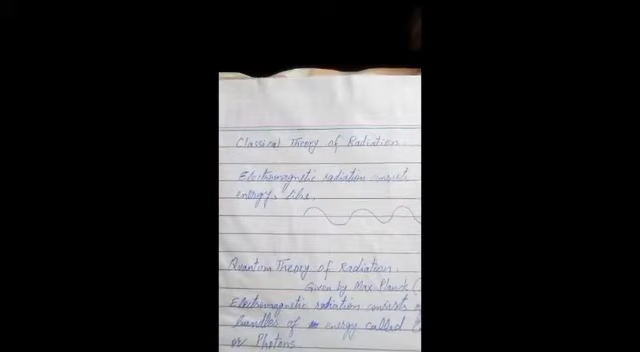 Classical Theory of Radiation.
Electromagnetic radiation consists
energy, like,
Quantum Theory of Radiation.
Given by Max Planck (
Electromagnetic radiation consists
bundles of energy called
or Photons